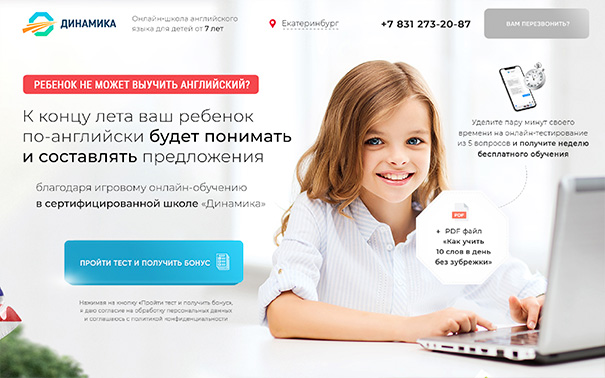 ДИНАМИКА
Онлайн-школа английского
языка для детей от 7 лет
Екатеринбург
+7 831 273-20-87
ВАМ ПЕРЕЗВОНИТЬ?
РЕБЕНОК НЕ МОЖЕТ ВЫУЧИТЬ АНГЛИЙСКИЙ?
К концу лета ваш ребенок
по-английски будет понимать
и составлять предложения
благодаря игровому онлайн-обучению
в сертифицированной школе «Динамика»
Уделите пару минут своего
времени на онлайн-тестирование
из 5 вопросов и получите неделю
бесплатного обучения
PDF
+ PDF файл
«Как учить
10 слов в день
без зубрежки»
ПРОЙТИ ТЕСТ И ПОЛУЧИТЬ БОНУС
Нажимая на кнопку «Пройти тест и получить бонус»,
я даю согласие на обработку персональных данных
и соглашаюсь с политикой конфиденциальности